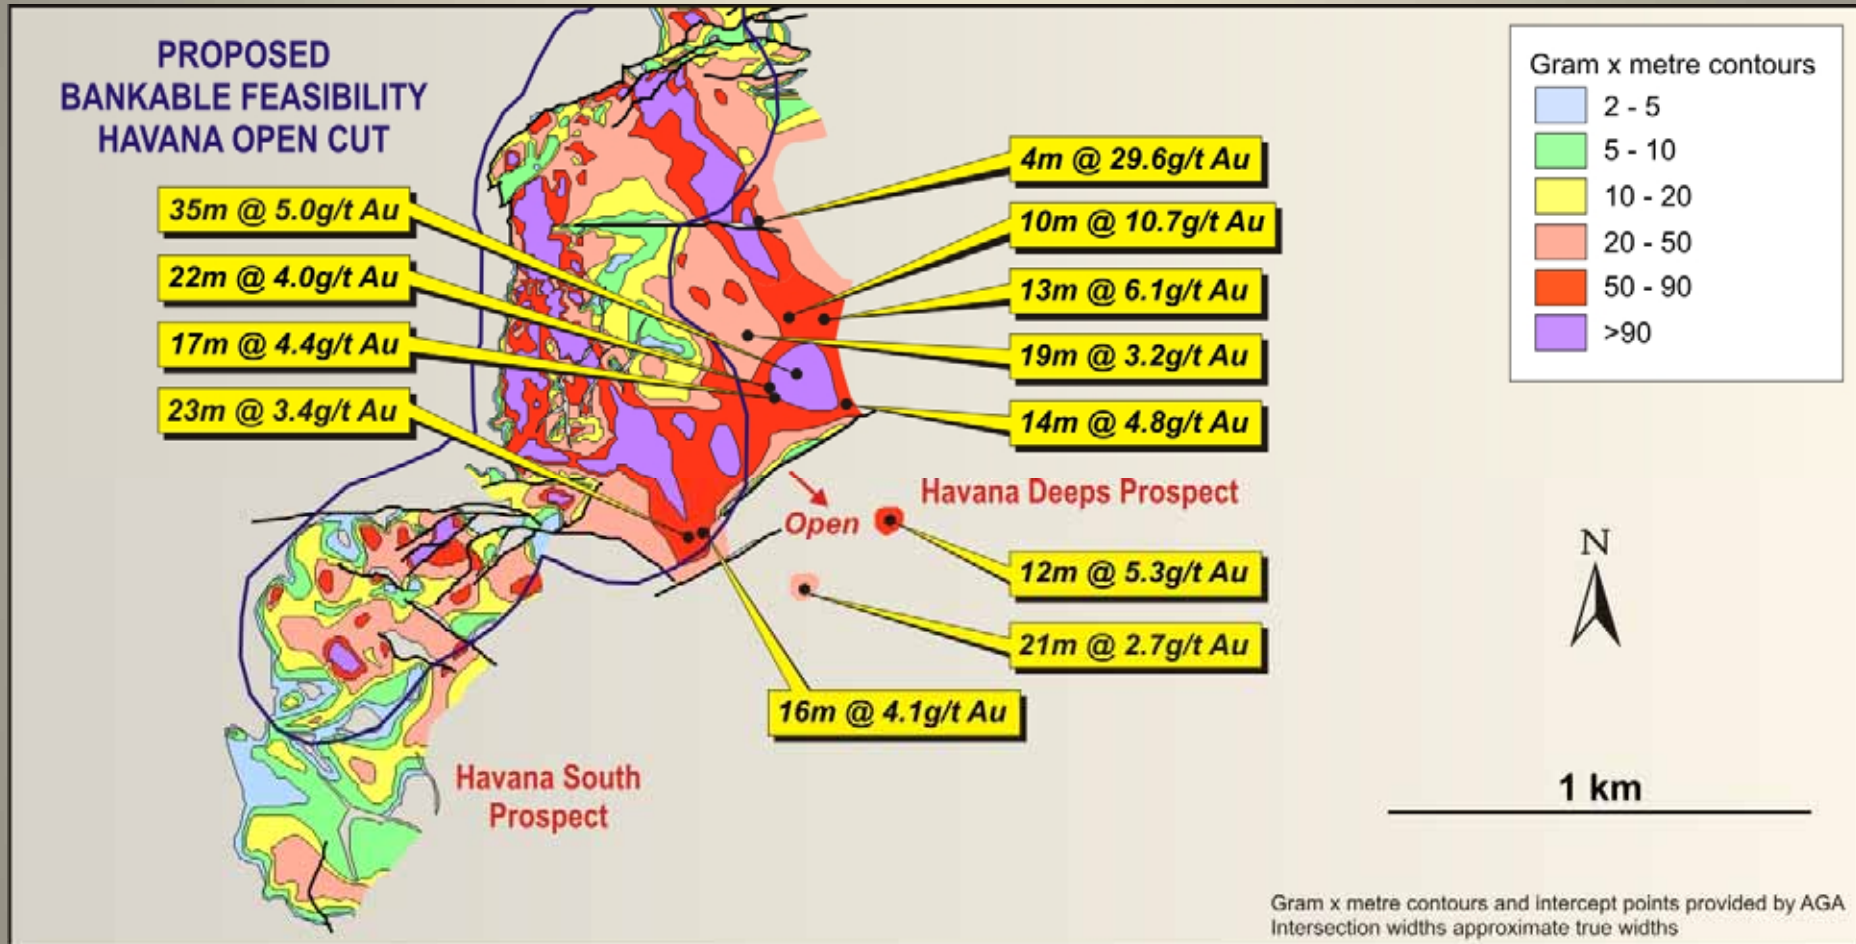 PROPOSED
BANKABLE FEASIBILITY
HAVANA OPEN CUT
35m @ 5.0g/t Au
22m @ 4.0g/t Au
17m @ 4.4g/t Au
23m @ 3.4g/t Au
4m @ 29.6g/t Au
10m @ 10.7g/t Au
13m @ 6.1g/t Au
19m @ 3.2g/t Au
14m @ 4.8g/t Au
Havana Deeps Prospect
Open
12m @ 5.3g/t Au
21m @ 2.7g/t Au
16m @ 4.1g/t Au
Havana South
Prospect
Gram x metre contours
2 - 5
5 - 10
10 - 20
20 - 50
50 - 90
>90
N
1 km
Gram x metre contours and intercept points provided by AGA
Intersection widths approximate true widths